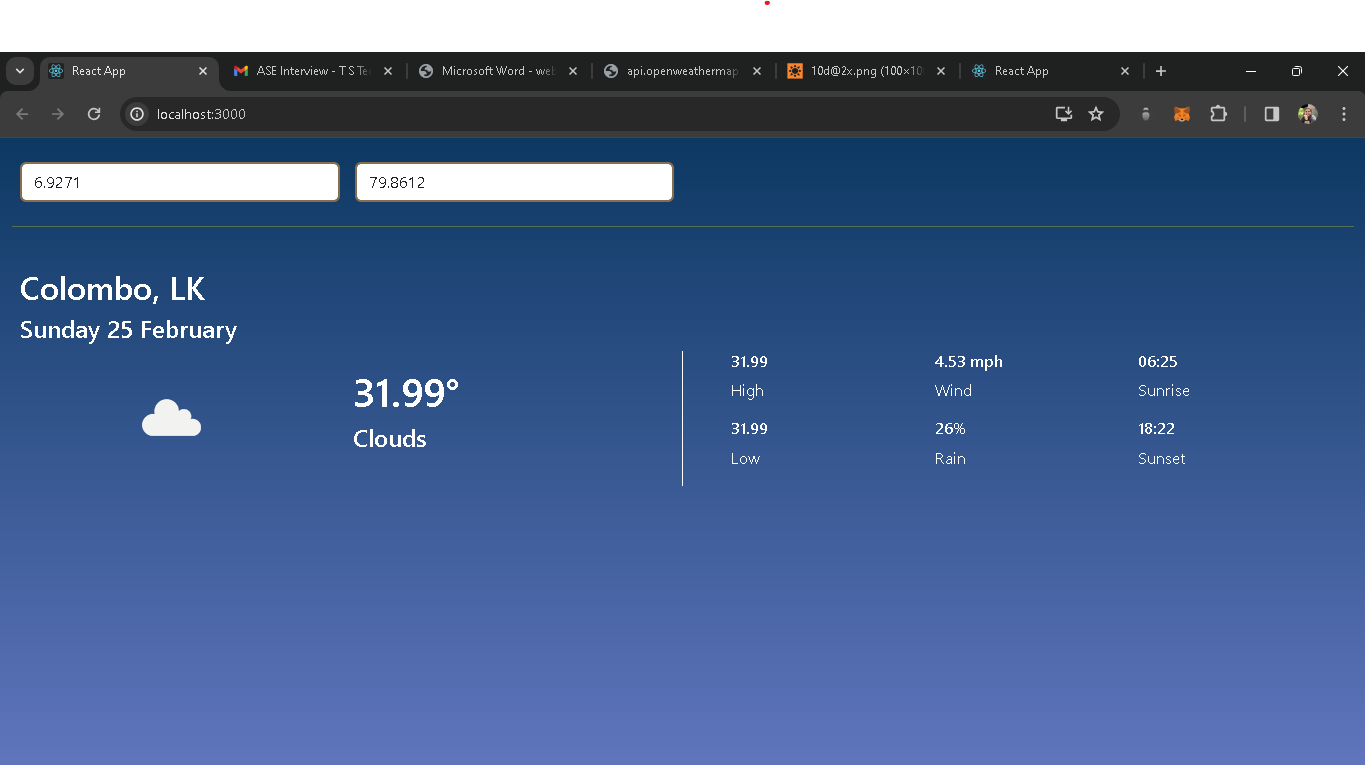 React App
ASE Interview - T S Te
Microsoft Word - web
api.openweathermap
10d@2x.png (100×10
React App
localhost:3000
6.9271
79.8612
Colombo, LK
Sunday 25 February
31.99°
Clouds
31.99
High
4.53 mph
Wind
06:25
Sunrise
31.99
Low
26%
Rain
18:22
Sunset